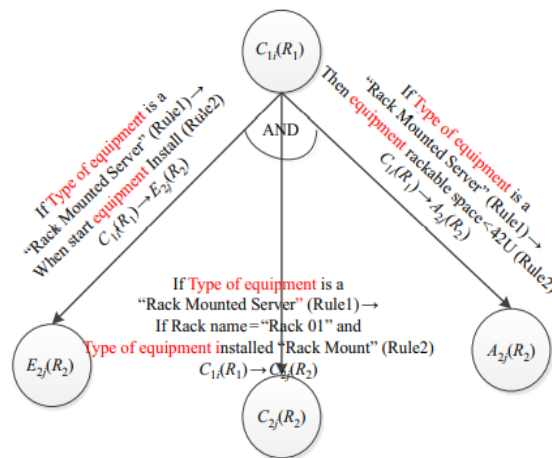 C1i(R1)
If Type of equipment is a
"Rack Mounted Server" (Rule1)→
When start equipment Install (Rule2)
C1i(R1)→E2j(R2)
AND
If Type of equipment is a
"Rack Mounted Server" (Rule1)→
Then equipment rackable space<42U (Rule2)
C1i(R1)→A2j(R2)
If Type of equipment is a
"Rack Mounted Server" (Rule1)→
If Rack name="Rack 01" and
Type of equipment installed "Rack Mount" (Rule2)
C1i(R1)→C2j(R2)
E2j(R2)
C2j(R2)
A2j(R2)